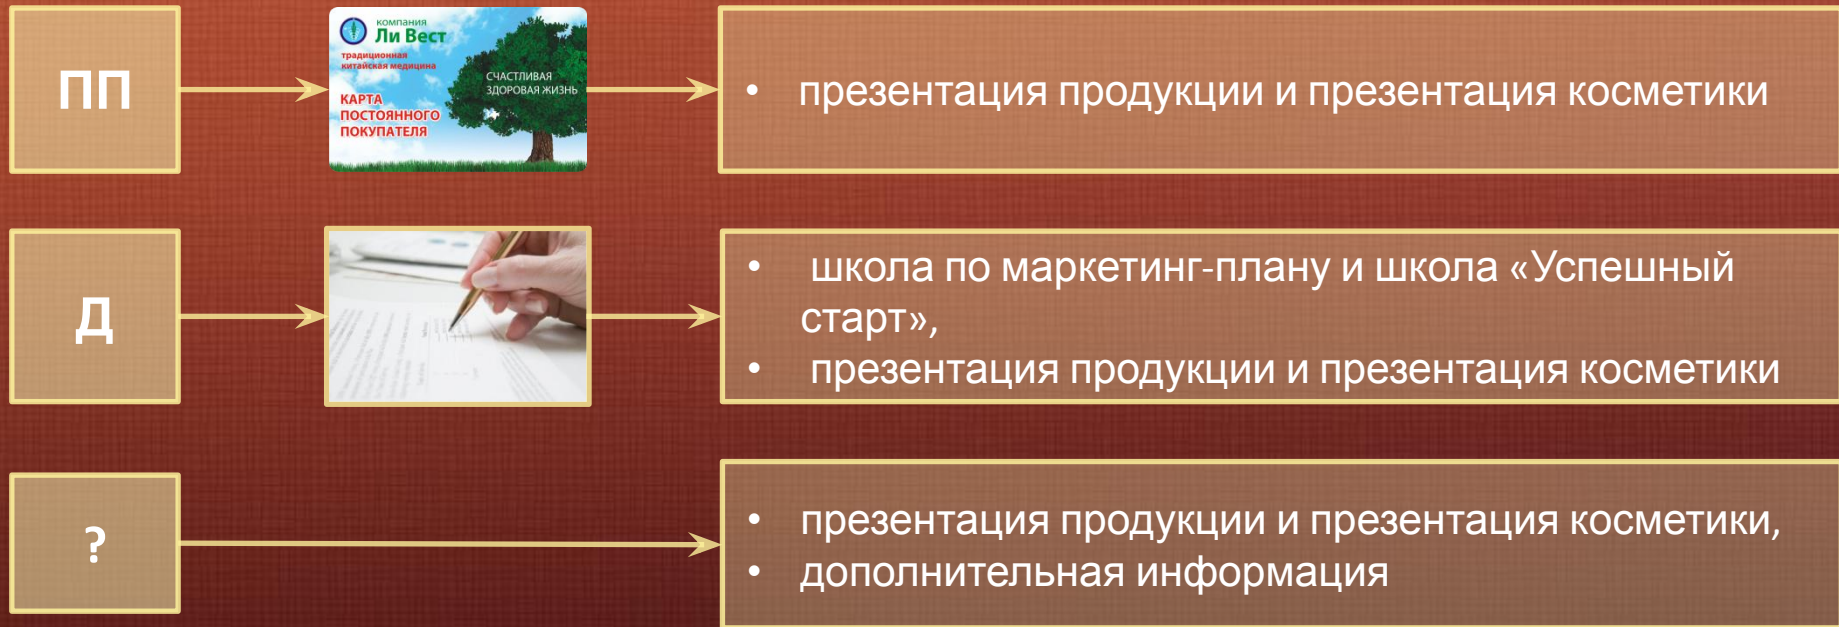 ПП
компания
Ли Вест
традиционная
китайская медицина
СЧАСТЛИВАЯ
ЗДОРОВАЯ ЖИЗНЬ
КАРТА
ПОСТОЯННОГО
ПОКУПАТЕЛЯ
• презентация продукции и презентация косметики
Д
• школа по маркетинг-плану и школа «Успешный
старт»,
• презентация продукции и презентация косметики
?
• презентация продукции и презентация косметики,
• дополнительная информация